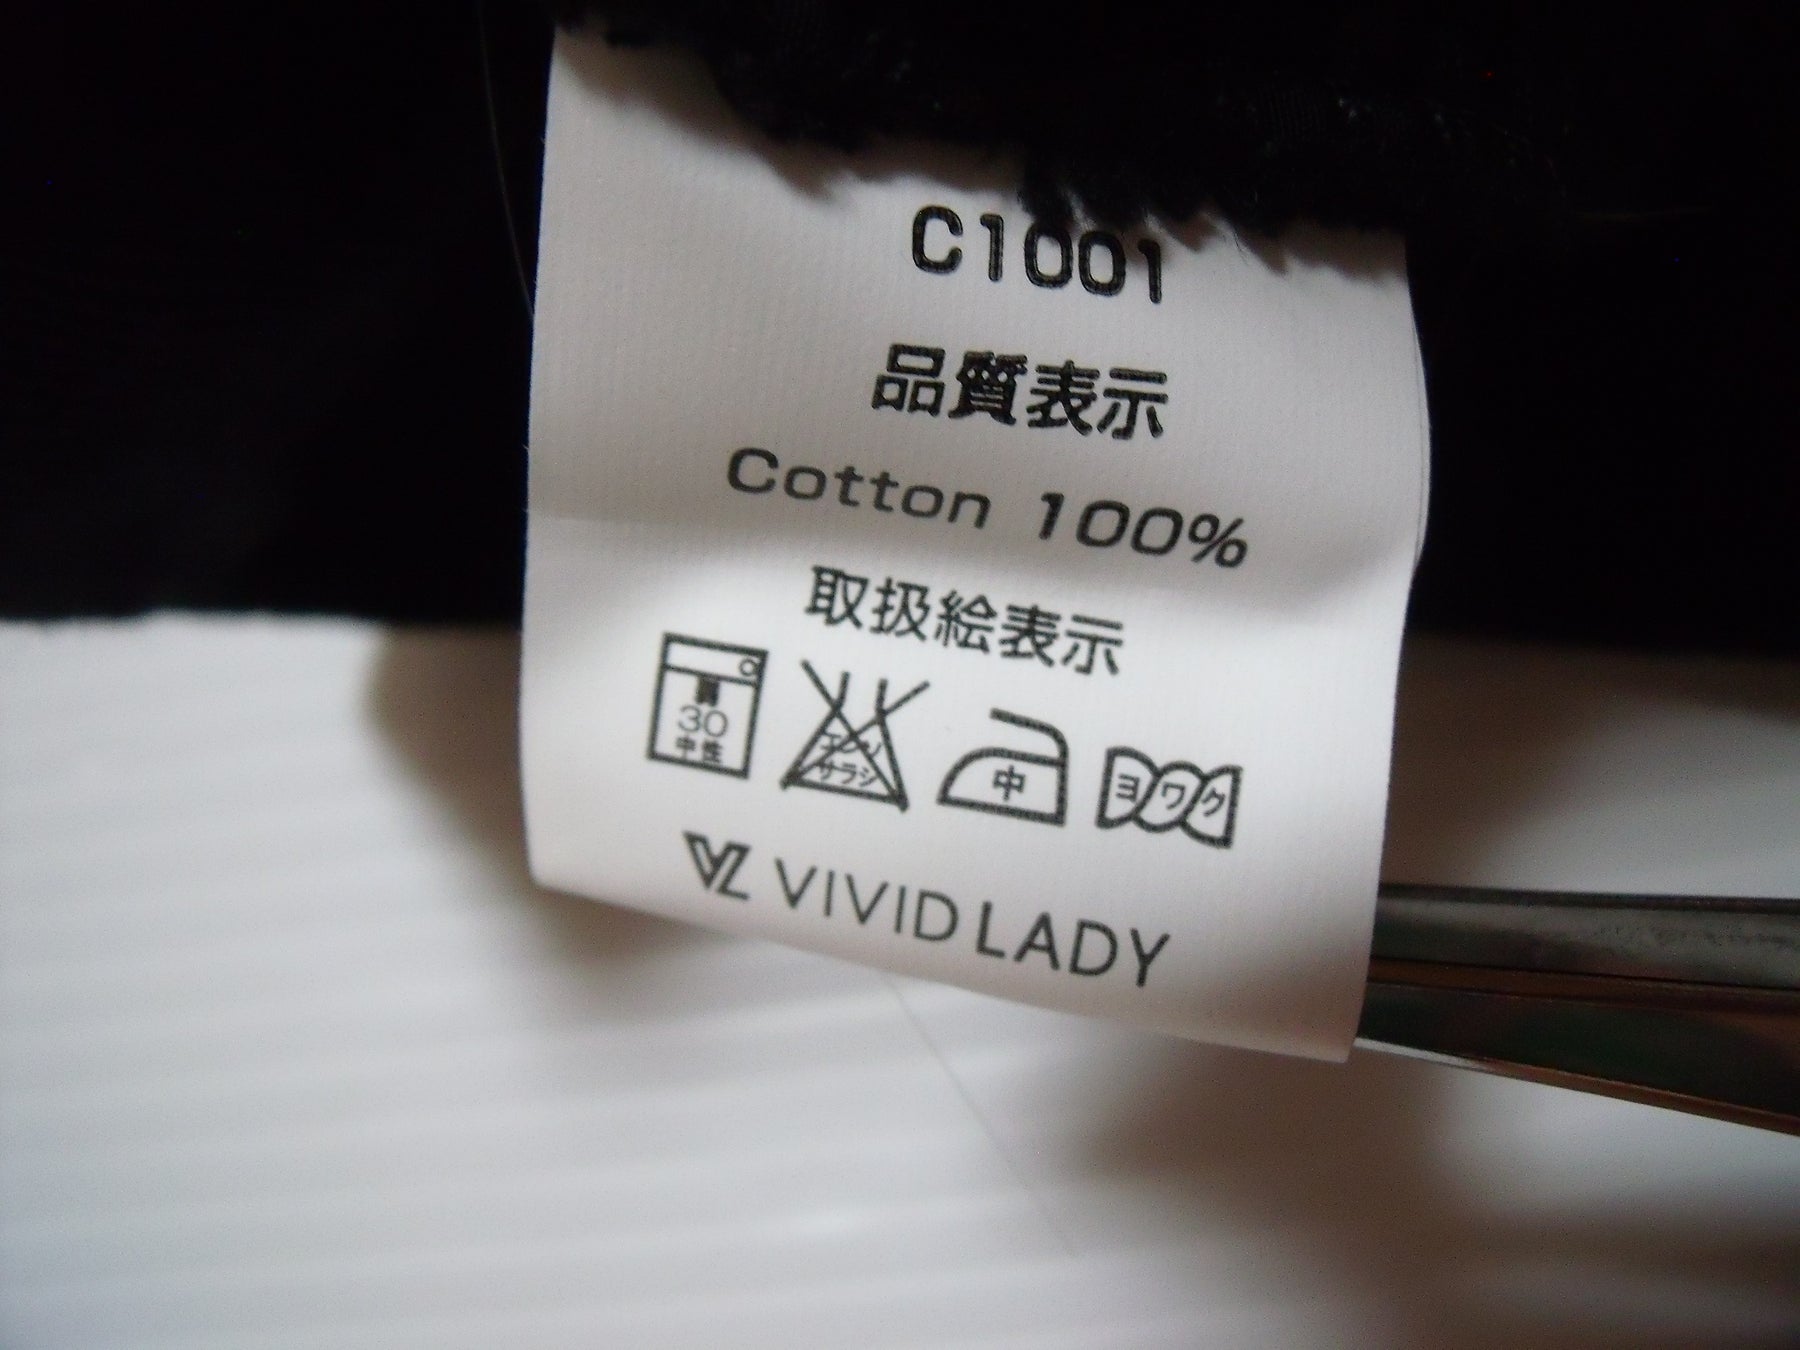 C1001
品質表示
Cotton 100%
取扱絵表示
弱
30
中性
エンソ
サラシ
中
ヨワク
VL VIVID LADY